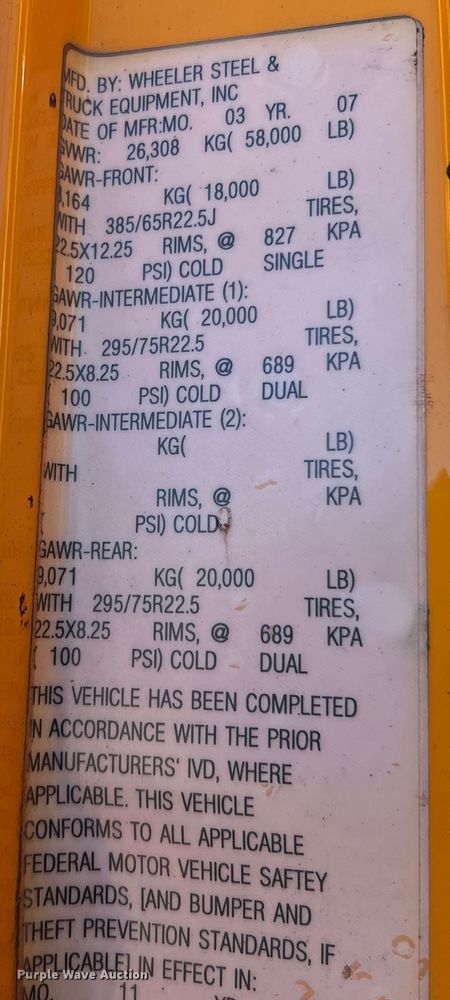 MFD. BY: WHEELER STEEL &
TRUCK EQUIPMENT, INC
DATE OF MFR:MO. 03 YR. 07
GVWR: 26,308 KG( 58,000 LB)
GAWR-FRONT:
8,164 KG( 18,000 LB)
WITH 385/65R22.5J TIRES,
22.5X12.25 RIMS, @ 827 KPA
120 PSI) COLD SINGLE
GAWR-INTERMEDIATE (1):
9,071 KG( 20,000 LB)
WITH 295/75R22.5 TIRES,
22.5X8.25 RIMS, @ 689 KPA
100 PSI) COLD DUAL
GAWR-INTERMEDIATE (2):
KG( LB)
WITH TIRES,
RIMS, @ KPA
( PSI) COLD
GAWR-REAR:
9,071 KG( 20,000 LB)
WITH 295/75R22.5 TIRES,
22.5X8.25 RIMS, @ 689 KPA
( 100 PSI) COLD DUAL
THIS VEHICLE HAS BEEN COMPLETED
IN ACCORDANCE WITH THE PRIOR
MANUFACTURERS' IVD, WHERE
APPLICABLE. THIS VEHICLE
CONFORMS TO ALL APPLICABLE
FEDERAL MOTOR VEHICLE SAFTEY
STANDARDS, [AND BUMPER AND
THEFT PREVENTION STANDARDS, IF
APPLICABLE] IN EFFECT IN:
MO. 11 YR.
Purple Wave Auction